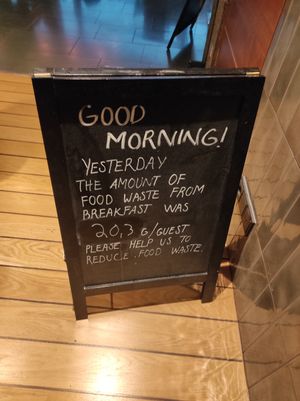 GOOD
MORNING!
YESTERDAY
THE AMOUNT OF
FOOD WASTE FROM
BREAKFAST WAS
20,3 G/GUEST
PLEASE HELP US TO
REDUCE FOOD WASTE.